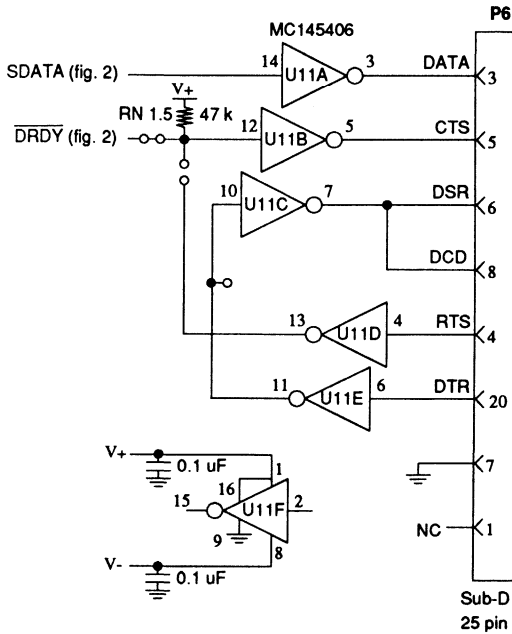 P6
MC145406
SDATA (fig. 2) 14 U11A 3 DATA 3
V+
RN 1.5 47 k
DRDY (fig. 2) 12 U11B 5 CTS 5
10 U11C 7 DSR 6
DCD 8
13 U11D 4 RTS 4
11 U11E 6 DTR 20
V+ 0.1 uF 1 7
16
15 U11F 2
9 8
NC 1
V- 0.1 uF
Sub-D
25 pin